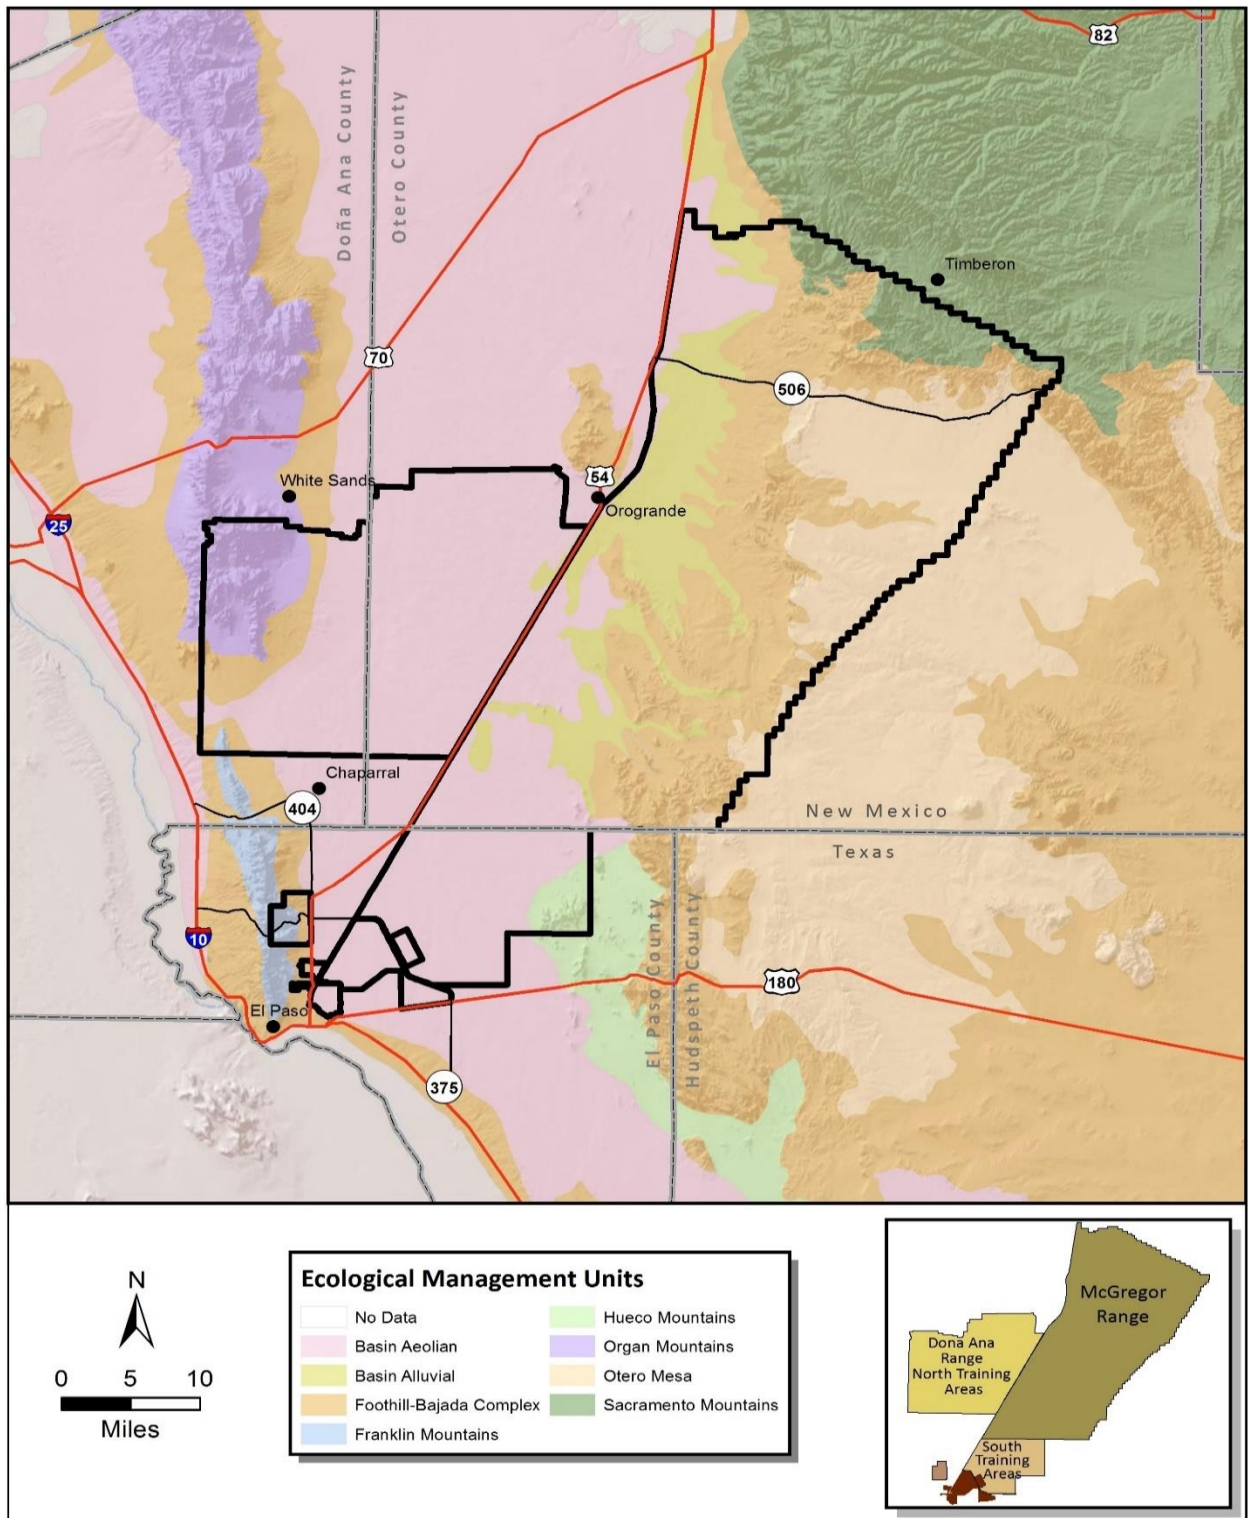 82
Doña Ana County
Otero County
Timberon
70
506
White Sands
54
Orogrande
25
Chaparral
404
New Mexico
Texas
El Paso County
Hudspeth County
10
180
El Paso
375
N
0 5 10
Miles
Ecological Management Units
No Data
Basin Aeolian
Basin Alluvial
Foothill-Bajada Complex
Franklin Mountains
Hueco Mountains
Organ Mountains
Otero Mesa
Sacramento Mountains
McGregor
Range
Dona Ana
Range
North Training
Areas
South
Training
Areas